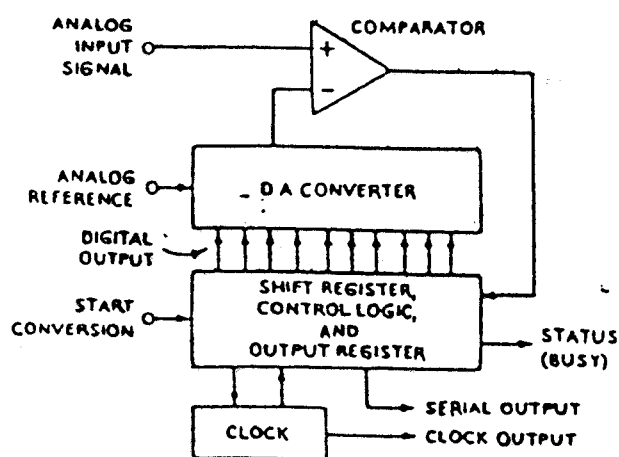 ANALOG
INPUT
SIGNAL
COMPARATOR
+
−
ANALOG
REFERENCE
D A CONVERTER
DIGITAL
OUTPUT
START
CONVERSION
SHIFT REGISTER,
CONTROL LOGIC,
AND
OUTPUT REGISTER
STATUS
(BUSY)
SERIAL OUTPUT
CLOCK
CLOCK OUTPUT